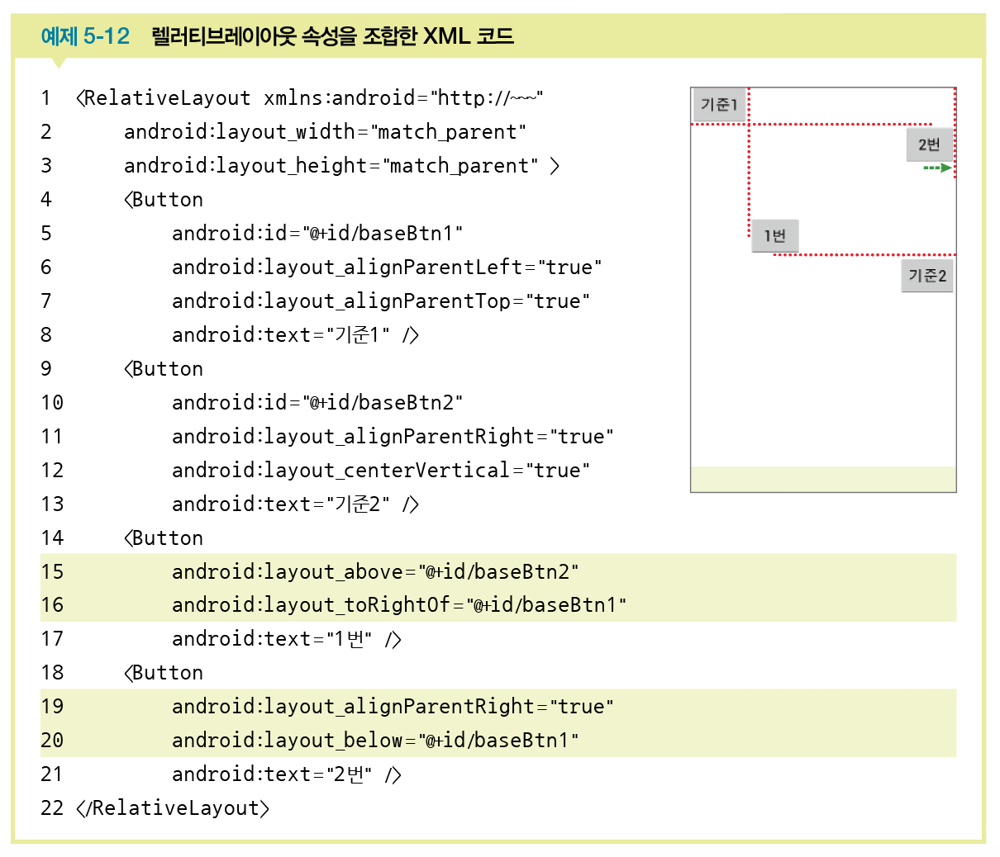 예제 5-12 렐러티브레이아웃 속성을 조합한 XML 코드
1 <RelativeLayout xmlns:android="http://~~~"
2 android:layout_width="match_parent"
3 android:layout_height="match_parent" >
4 <Button
5 android:id="@+id/baseBtn1"
6 android:layout_alignParentLeft="true"
7 android:layout_alignParentTop="true"
8 android:text="기준1" />
9 <Button
10 android:id="@+id/baseBtn2"
11 android:layout_alignParentRight="true"
12 android:layout_centerVertical="true"
13 android:text="기준2" />
14 <Button
15 android:layout_above="@+id/baseBtn2"
16 android:layout_toRightOf="@+id/baseBtn1"
17 android:text="1번" />
18 <Button
19 android:layout_alignParentRight="true"
20 android:layout_below="@+id/baseBtn1"
21 android:text="2번" />
22 </RelativeLayout>
기준1
2번
1번
기준2